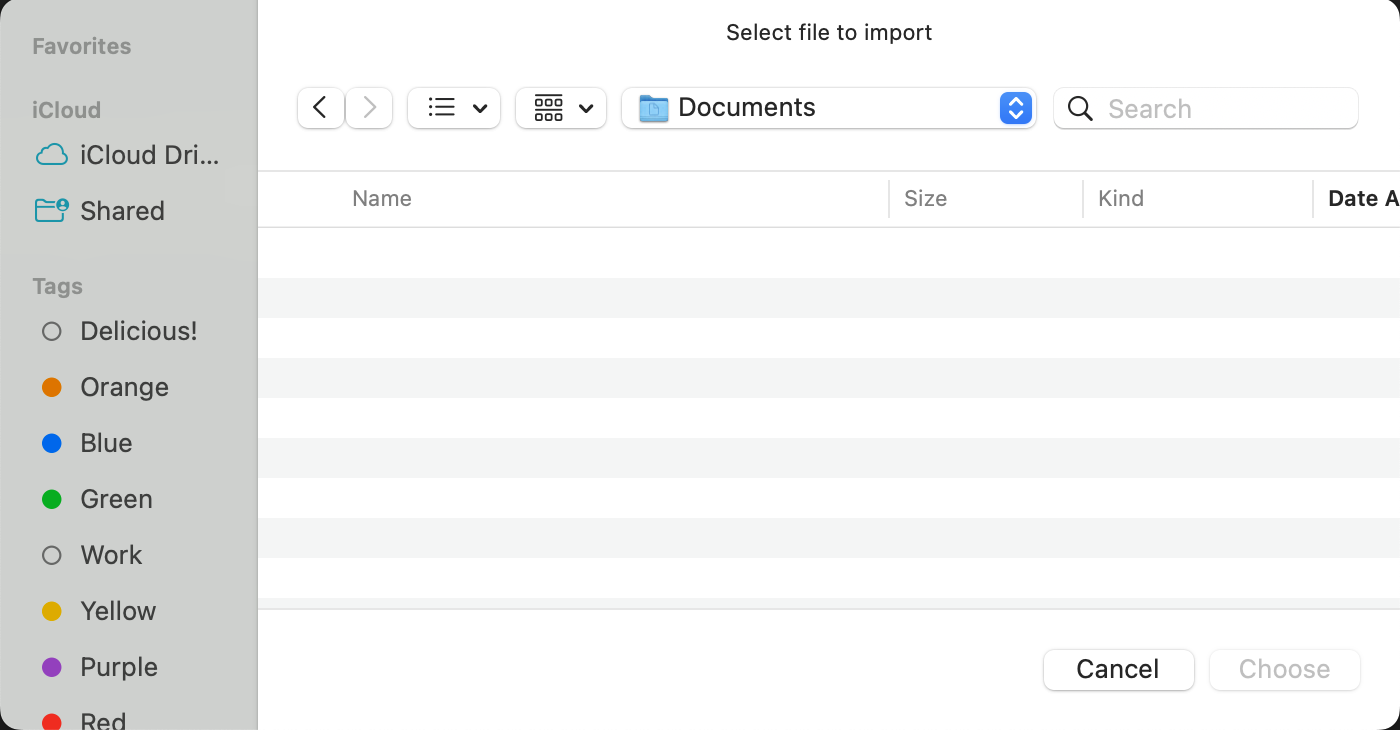 Favorites
iCloud
iCloud Dri...
Shared
Tags
Delicious!
Orange
Blue
Green
Work
Yellow
Purple
Red
Select file to import
Documents
Search
Name Size Kind Date A
Cancel Choose